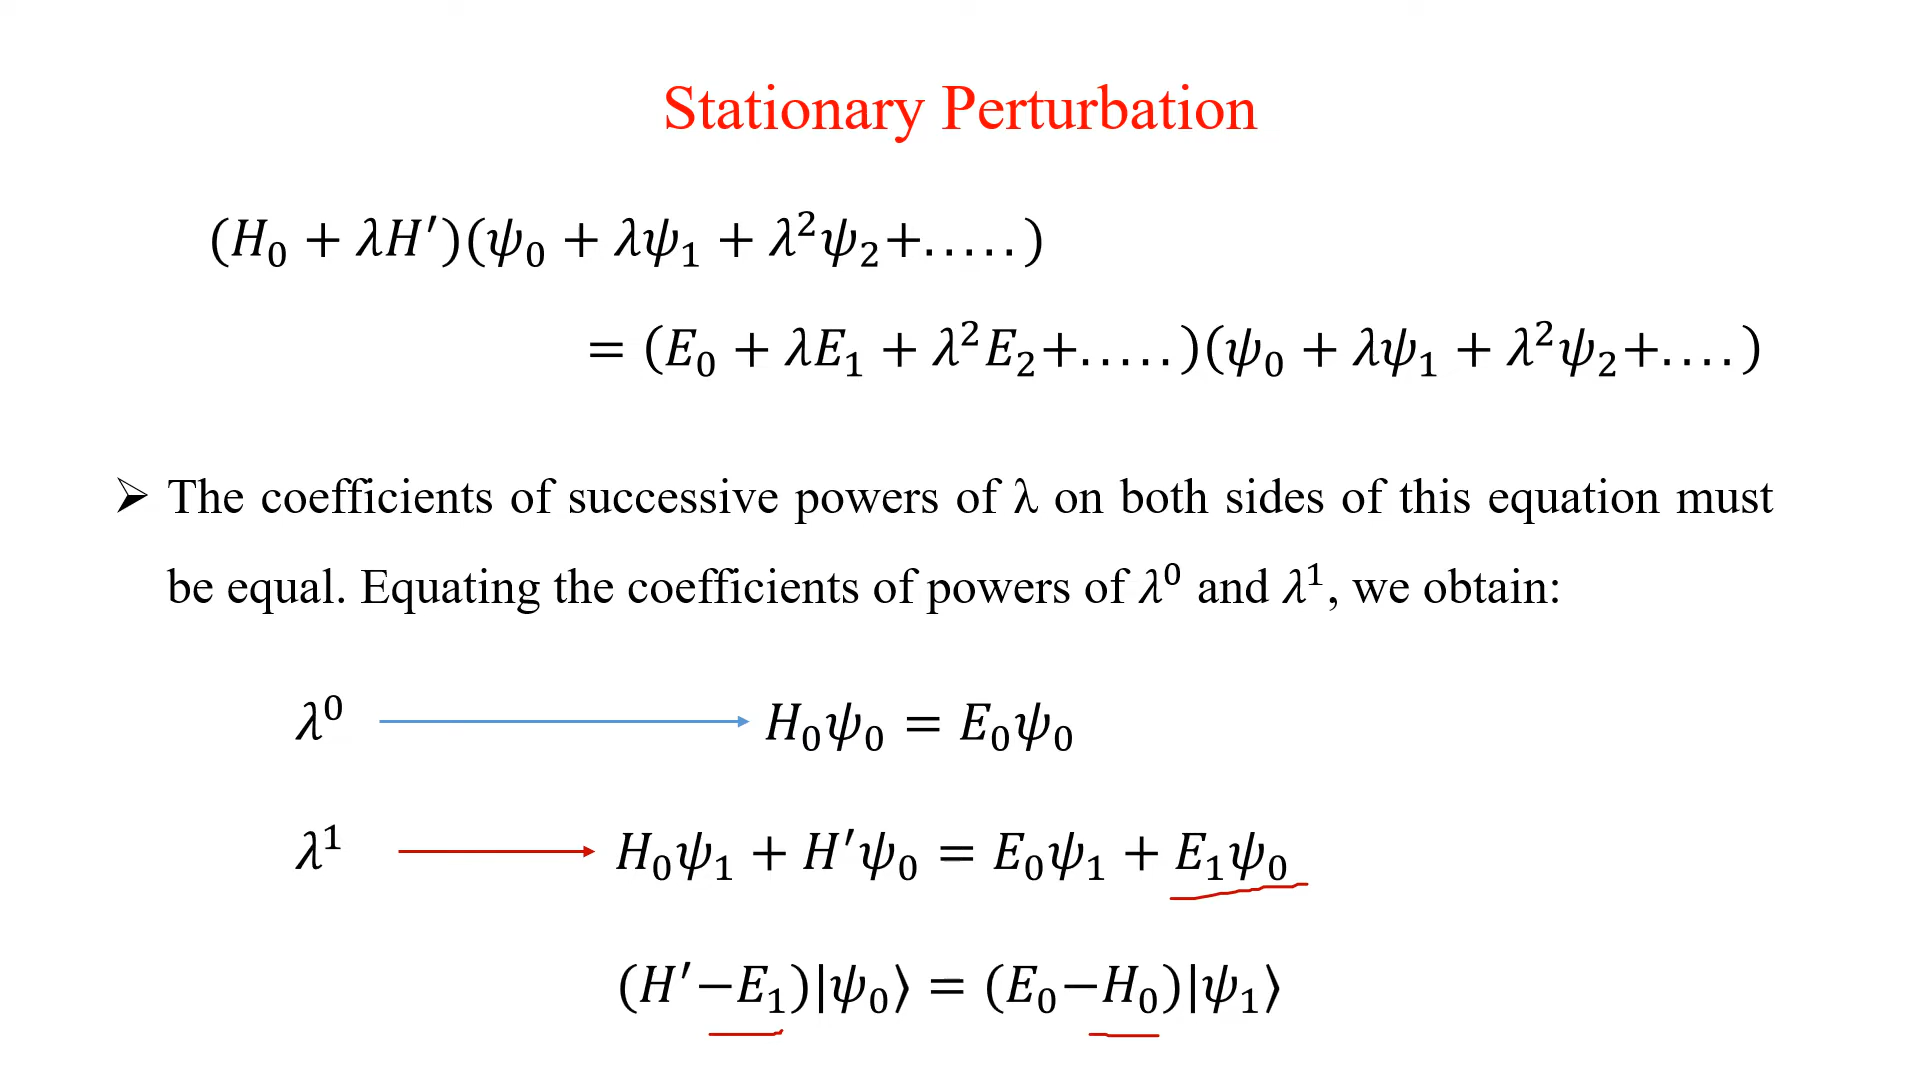 Stationary Perturbation
(H₀ + λH′)(ψ₀ + λψ₁ + λ²ψ₂+.....)
= (E₀ + λE₁ + λ²E₂+.....)(ψ₀ + λψ₁ + λ²ψ₂+....)
➢ The coefficients of successive powers of λ on both sides of this equation must
be equal. Equating the coefficients of powers of λ⁰ and λ¹, we obtain:
λ⁰ → H₀ψ₀ = E₀ψ₀
λ¹ → H₀ψ₁ + H′ψ₀ = E₀ψ₁ + E₁ψ₀
(H′−E₁)|ψ₀⟩ = (E₀−H₀)|ψ₁⟩